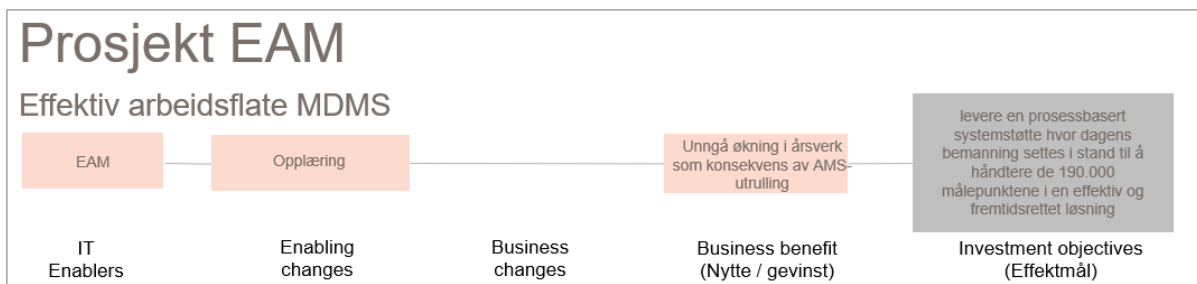 Prosjekt EAM
Effektiv arbeidsflate MDMS
EAM
Opplæring
Unngå økning i årsverk
som konsekvens av AMS-
utrulling
levere en prosessbasert
systemstøtte hvor dagens
bemanning settes i stand til å
håndtere de 190.000
målepunktene i en effektiv og
fremtidsrettet løsning
IT
Enablers
Enabling
changes
Business
changes
Business benefit
(Nytte / gevinst)
Investment objectives
(Effektmål)